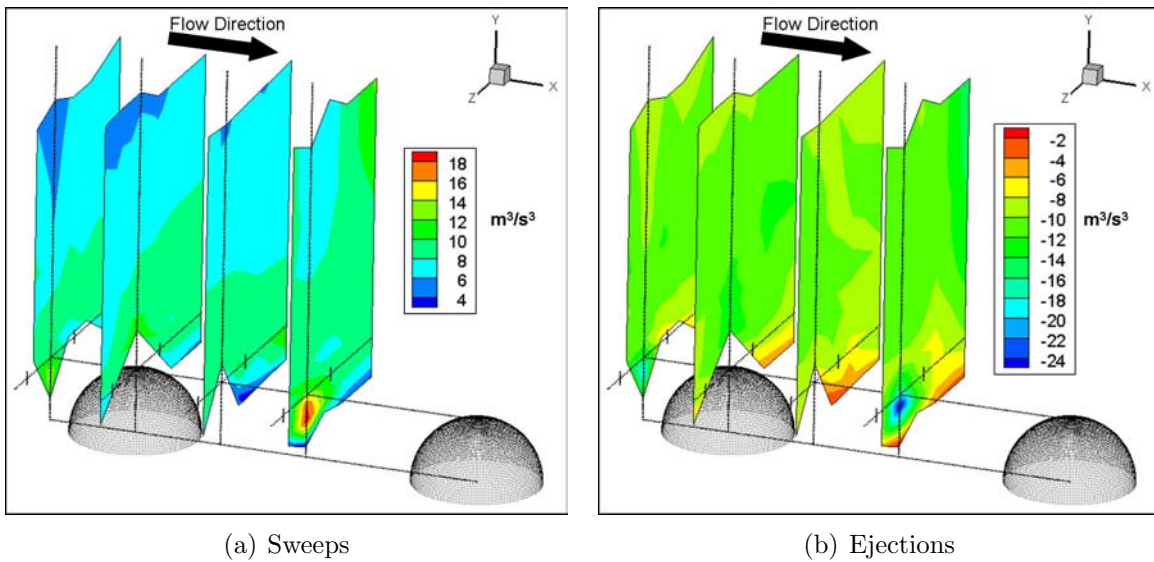 Flow Direction
Y
X
Z
18
16
14
12
10
8
6
4
m³/s³
(a) Sweeps
Flow Direction
Y
X
Z
-2
-4
-6
-8
-10
-12
-14
-16
-18
-20
-22
-24
m³/s³
(b) Ejections